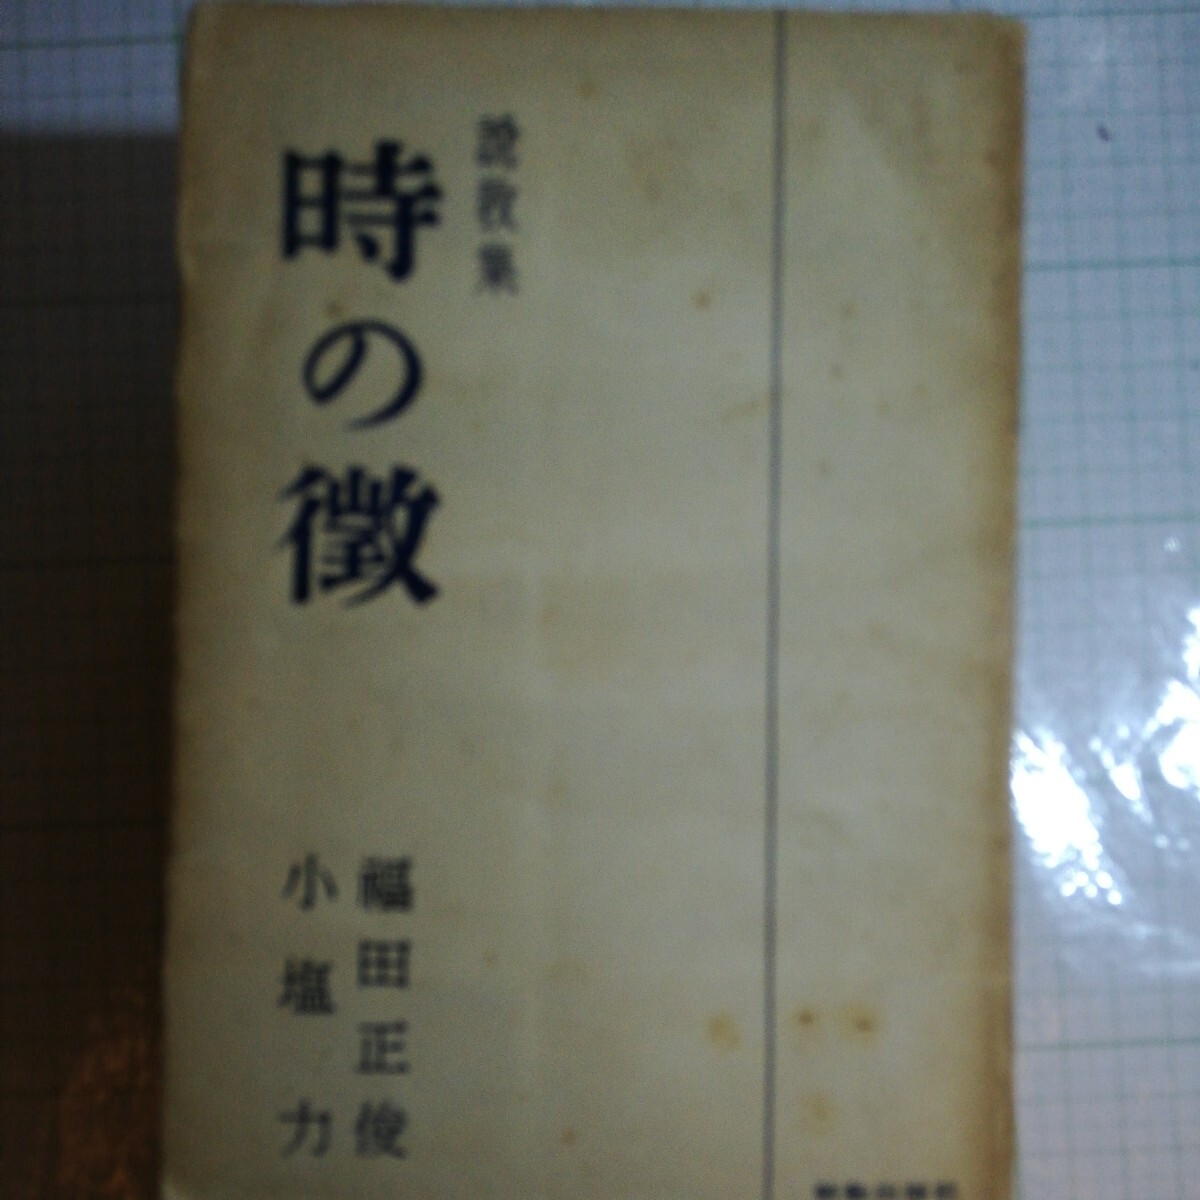 説教集
時の徴
福田正俊
小塩力